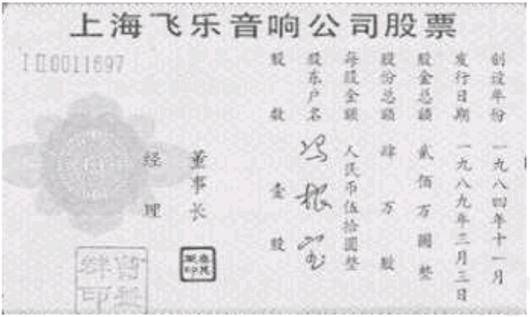 上海飞乐音响公司股票
0011697
创设年份 一九八四年十一月
发行日期 一九八九年三月三日
股金总额 贰佰万圆整
股份总额 肆万股
每股金额 人民币伍拾圆整
股东户名
股数 壹股
董事长
经理